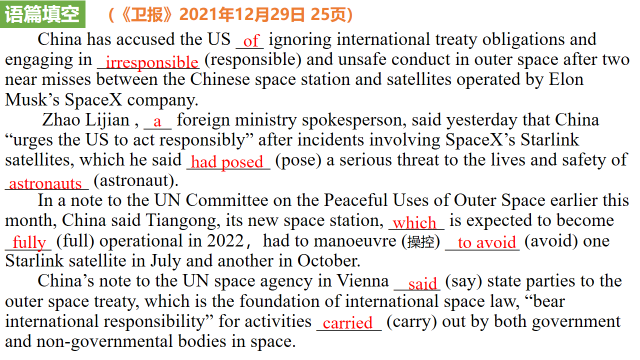 语篇填空 (《卫报》2021年12月29日 25页)
China has accused the US of ignoring international treaty obligations and
engaging in irresponsible (responsible) and unsafe conduct in outer space after two
near misses between the Chinese space station and satellites operated by Elon
Musk's SpaceX company.
Zhao Lijian , a foreign ministry spokesperson, said yesterday that China
“urges the US to act responsibly” after incidents involving SpaceX's Starlink
satellites, which he said had posed (pose) a serious threat to the lives and safety of
astronauts (astronaut).
In a note to the UN Committee on the Peaceful Uses of Outer Space earlier this
month, China said Tiangong, its new space station, which is expected to become
fully (full) operational in 2022，had to manoeuvre (操控) to avoid (avoid) one
Starlink satellite in July and another in October.
China's note to the UN space agency in Vienna said (say) state parties to the
outer space treaty, which is the foundation of international space law, “bear
international responsibility” for activities carried (carry) out by both government
and non-governmental bodies in space.